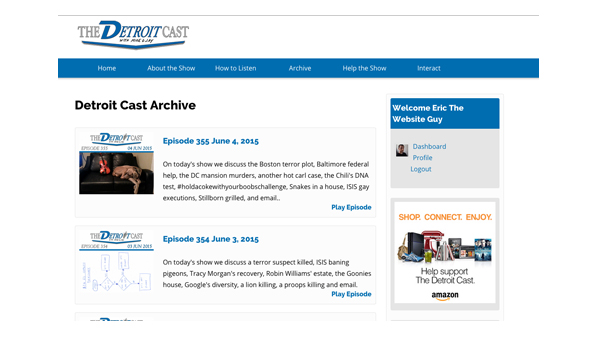 THE DETROIT CAST
WITH MIKE & JAY
Home About the Show How to Listen Archive Help the Show Interact
Detroit Cast Archive
THE DETROIT CAST
EPISODE 355 04 JUN 2015
Episode 355 June 4, 2015
On today's show we discuss the Boston terror plot, Baltimore federal
help, the DC mansion murders, another hot carl case, the Chili's DNA
test, #holdacokewithyourboobschallenge, Snakes in a house, ISIS gay
executions, Stillborn grilled, and email..
Play Episode
THE DETROIT CAST
EPISODE 354 03 JUN 2015
Episode 354 June 3, 2015
On today's show we discuss a terror suspect killed, ISIS baning
pigeons, Tracy Morgan's recovery, Robin Williams' estate, the Goonies
house, Google's diversity, a lion killing, a proops killing and email.
Play Episode
THE DETROIT CAST
Welcome Eric The
Website Guy
Dashboard
Profile
Logout
SHOP. CONNECT. ENJOY.
Help support
The Detroit Cast.
amazon